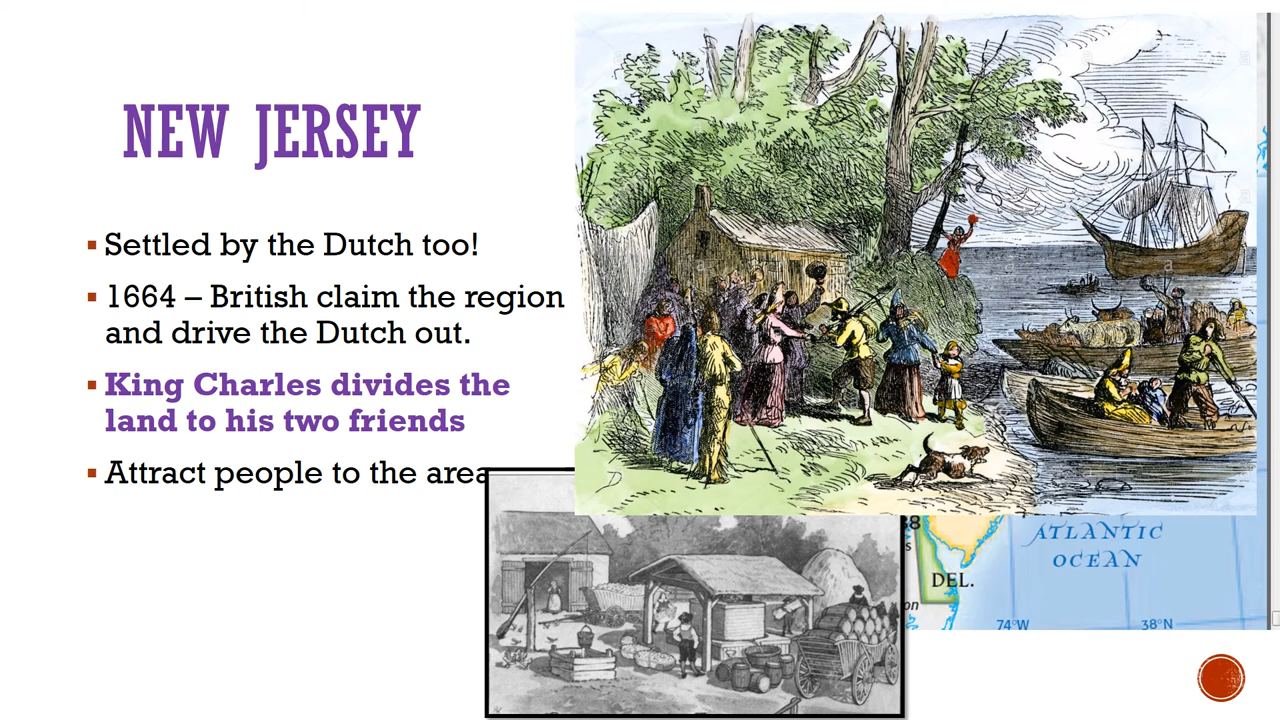 NEW JERSEY
▪ Settled by the Dutch too!
▪ 1664 – British claim the region
and drive the Dutch out.
▪ King Charles divides the
land to his two friends
▪ Attract people to the area
ATLANTIC
OCEAN
DEL.
74°W
38°N